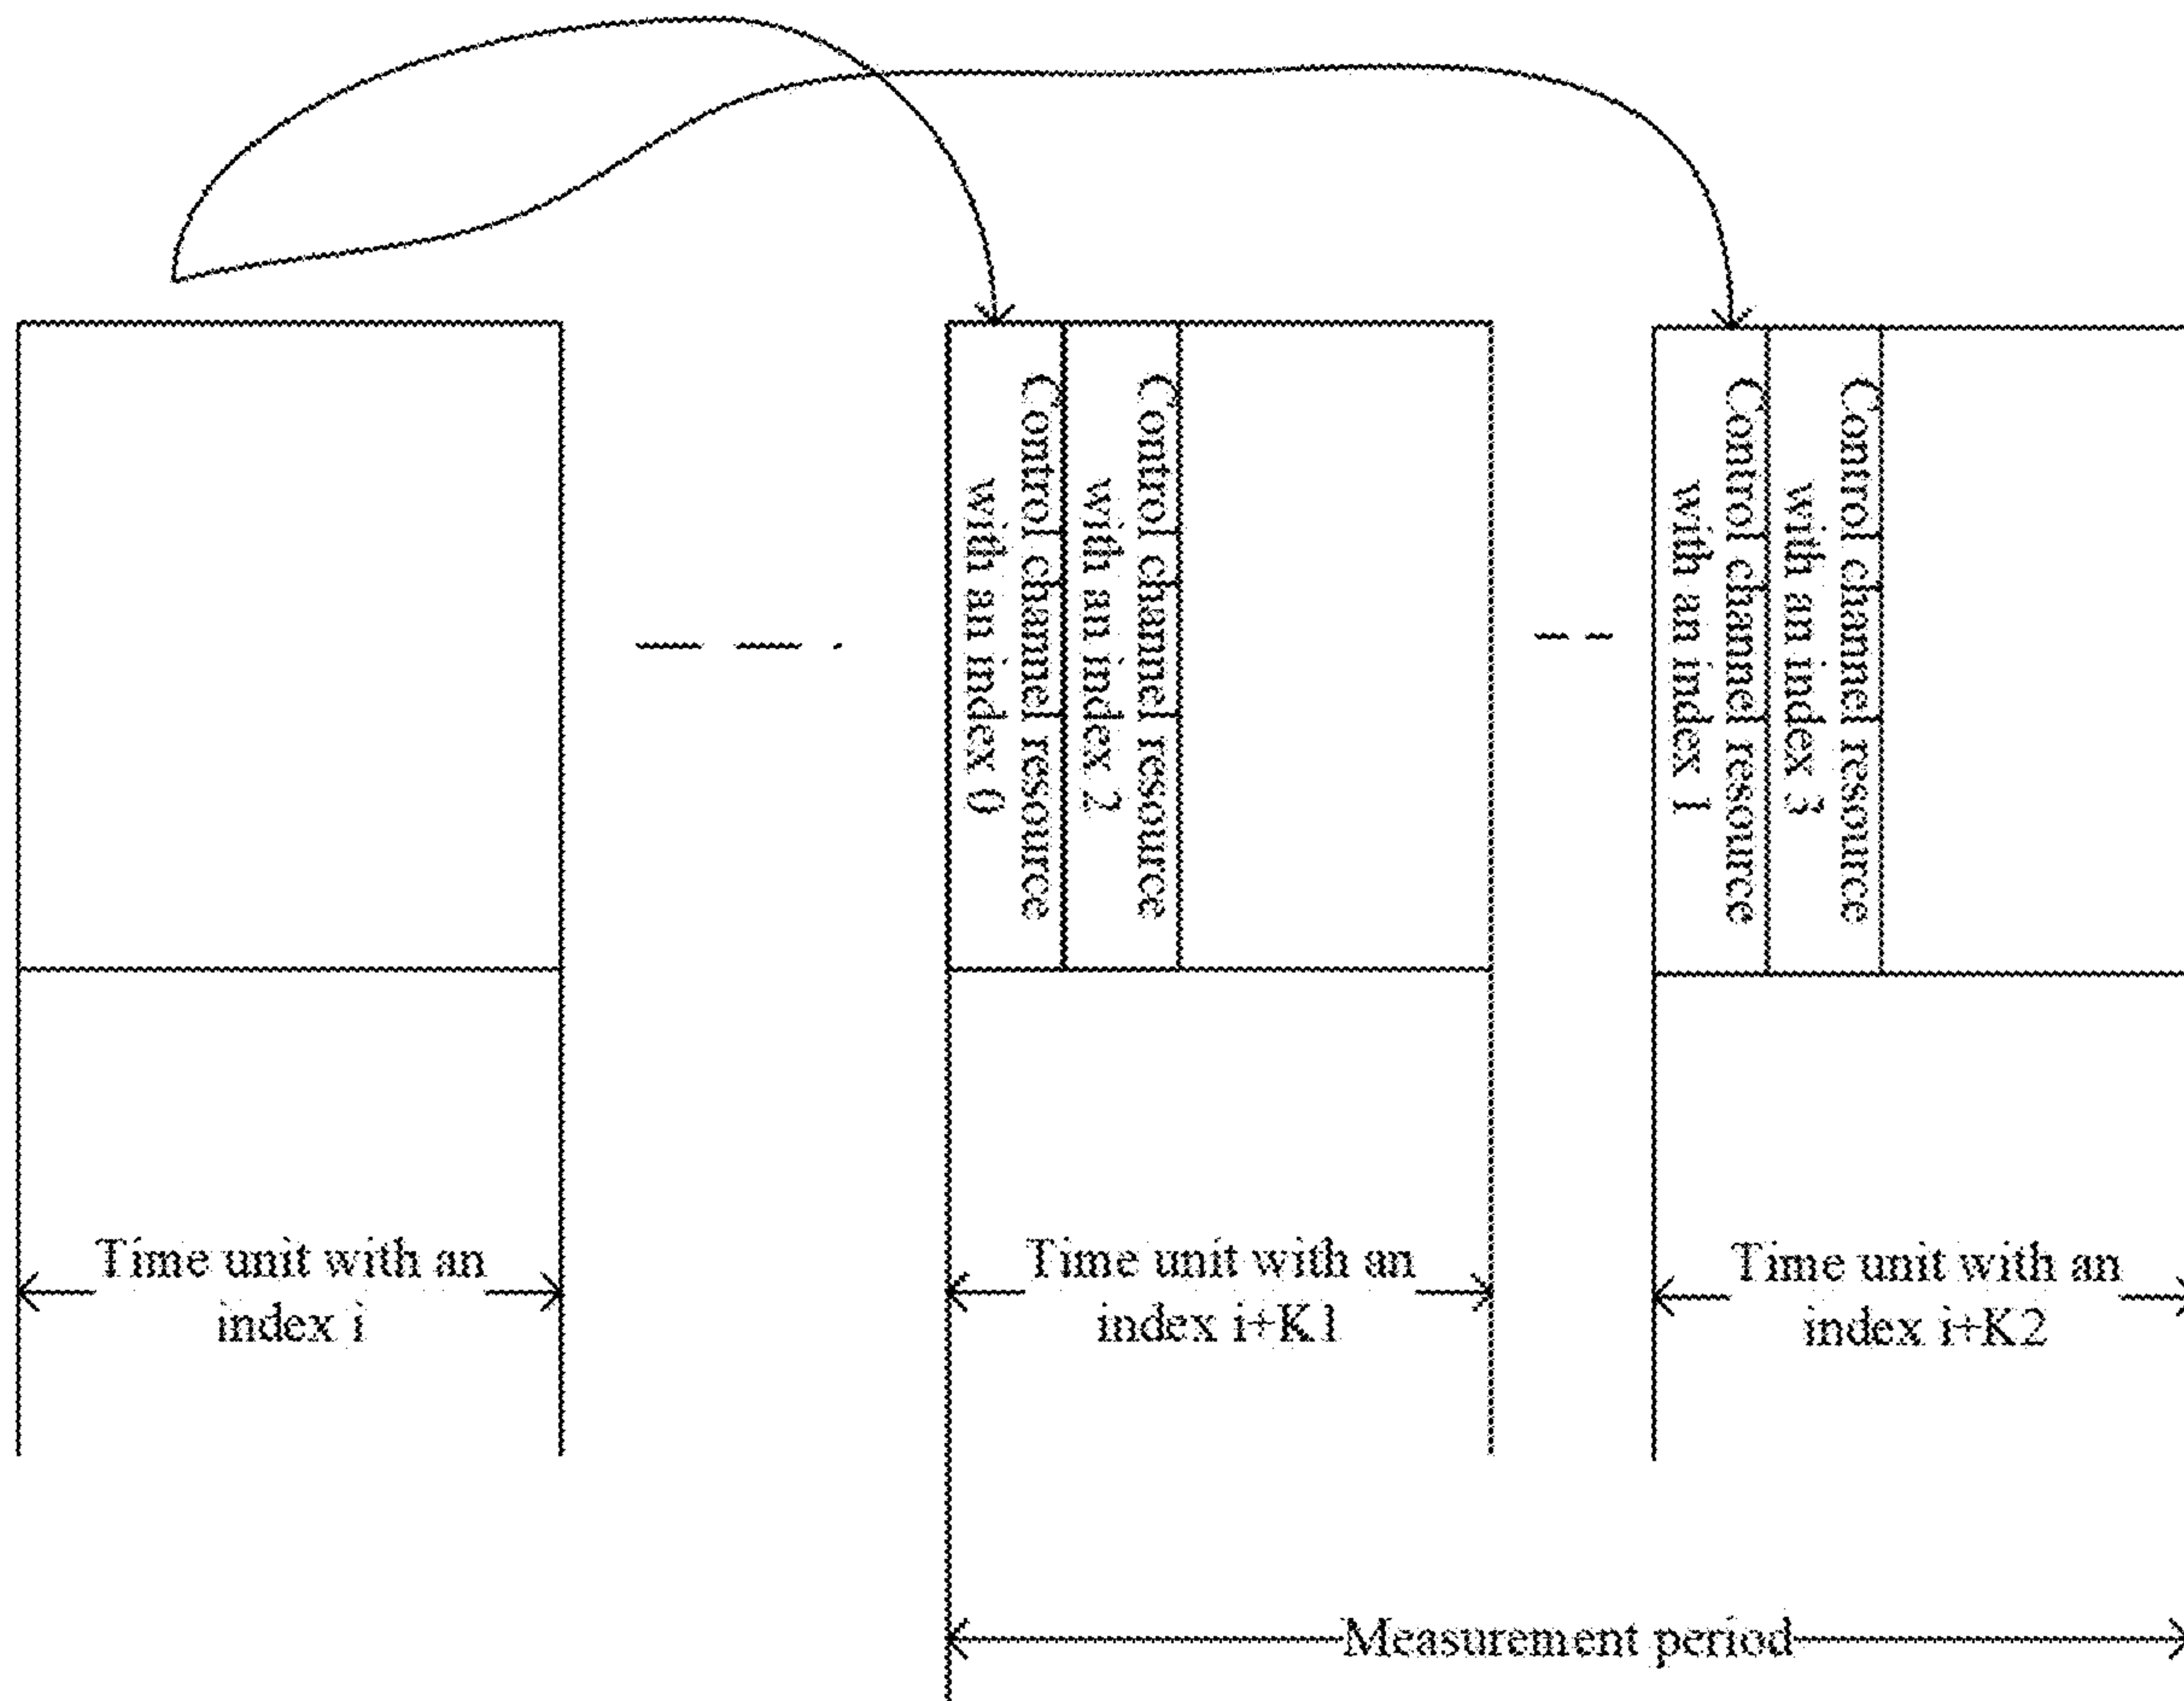 Control channel resource
with an index 0
Control channel resource
with an index 2
Control channel resource
with an index 1
Control channel resource
with an index 3
Time unit with an
index i
Time unit with an
index i+K1
Time unit with an
index i+K2
Measurement period